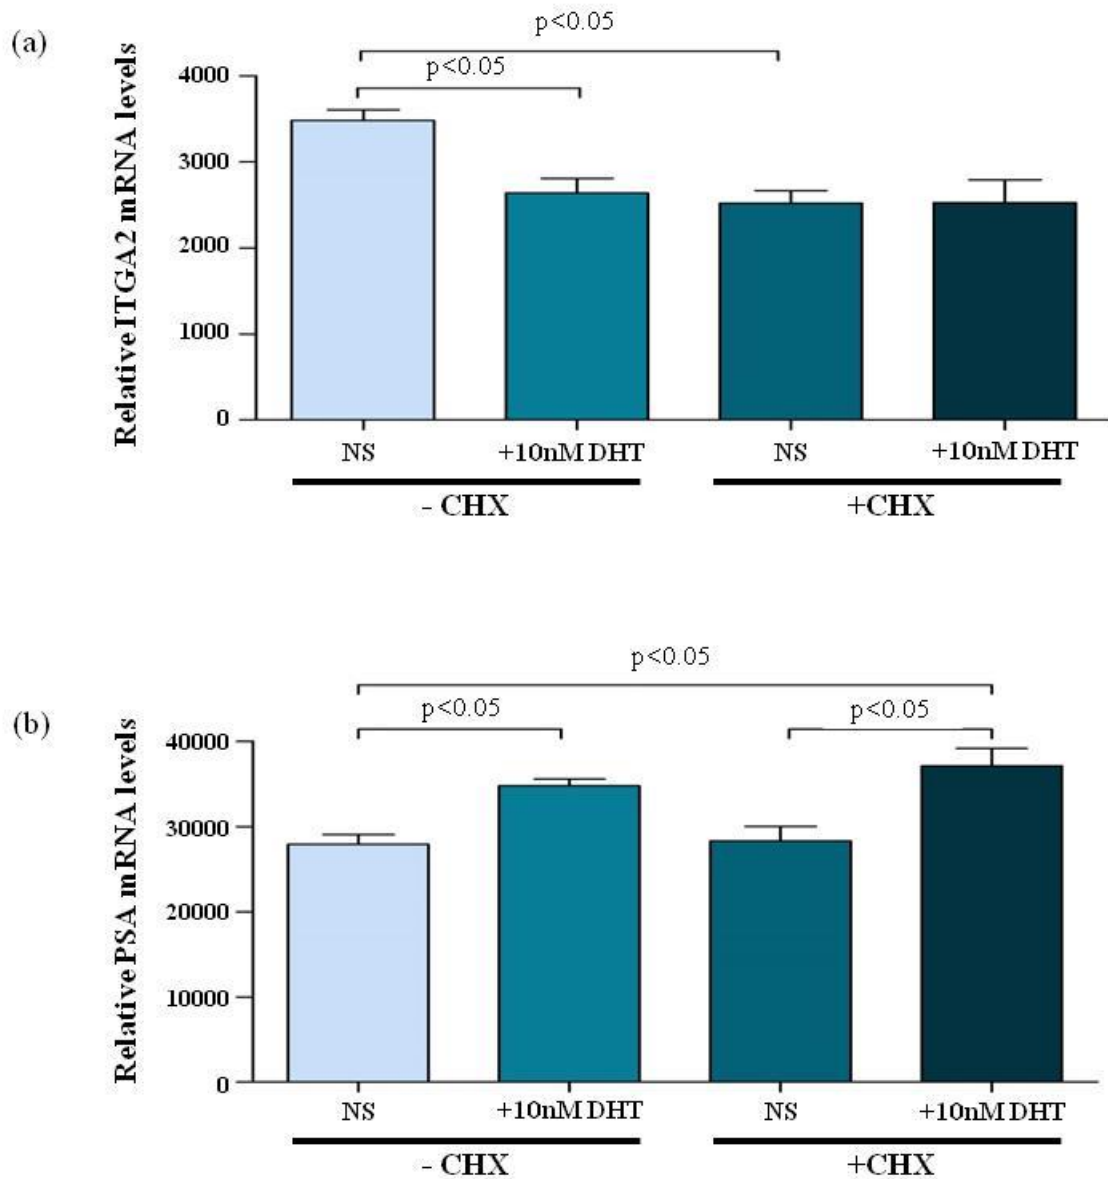 (a)
p<0.05
p<0.05
Relative ITGA2 mRNA levels
4000
3000
2000
1000
0
NS
+10nM DHT
NS
+10nM DHT
- CHX
+CHX
(b)
p<0.05
p<0.05
p<0.05
Relative PSA mRNA levels
40000
30000
20000
10000
0
NS
+10nM DHT
NS
+10nM DHT
- CHX
+CHX